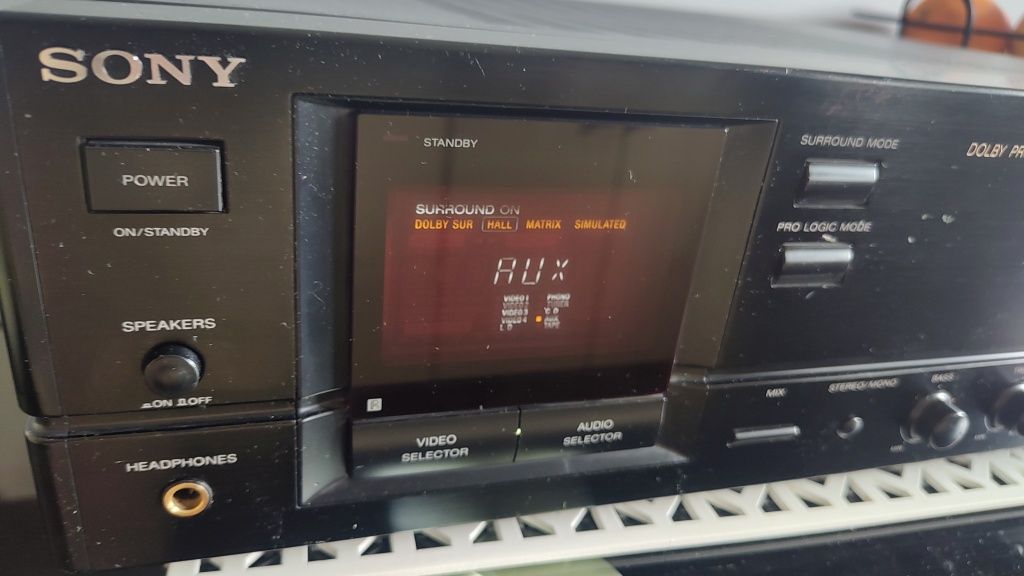 SONY
POWER
ON/STANDBY
SPEAKERS
ON OFF
HEADPHONES
STANDBY
SURROUND ON
DOLBY SUR HALL MATRIX SIMULATED
AUX
VIDEO 1 PHONO
VIDEO 3
VIDEO 4 AUX
TAPE
R
VIDEO SELECTOR
AUDIO SELECTOR
SURROUND MODE
DOLBY
PRO LOGIC MODE
MIX
STEREO/MONO
BASS